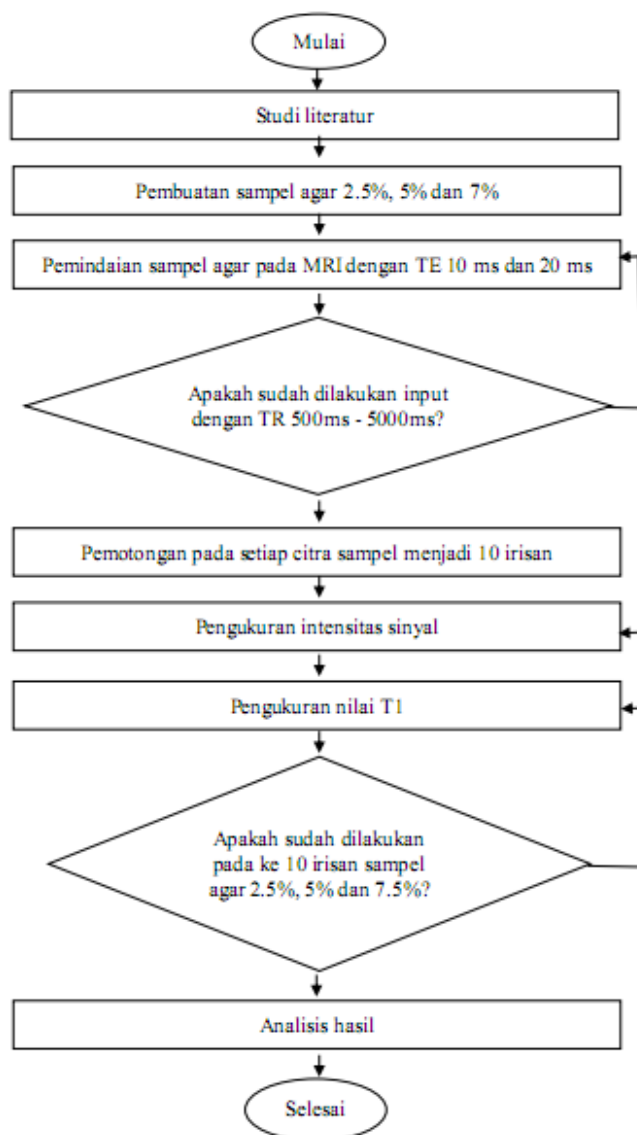 Mulai
Studi literatur
Pembuatan sampel agar 2.5%, 5% dan 7%
Pemindaian sampel agar pada MRI dengan TE 10 ms dan 20 ms
Apakah sudah dilakukan input
dengan TR 500ms - 5000ms?
Pemotongan pada setiap citra sampel menjadi 10 irisan
Pengukuran intensitas sinyal
Pengukuran nilai T1
Apakah sudah dilakukan
pada ke 10 irisan sampel
agar 2.5%, 5% dan 7.5%?
Analisis hasil
Selesai